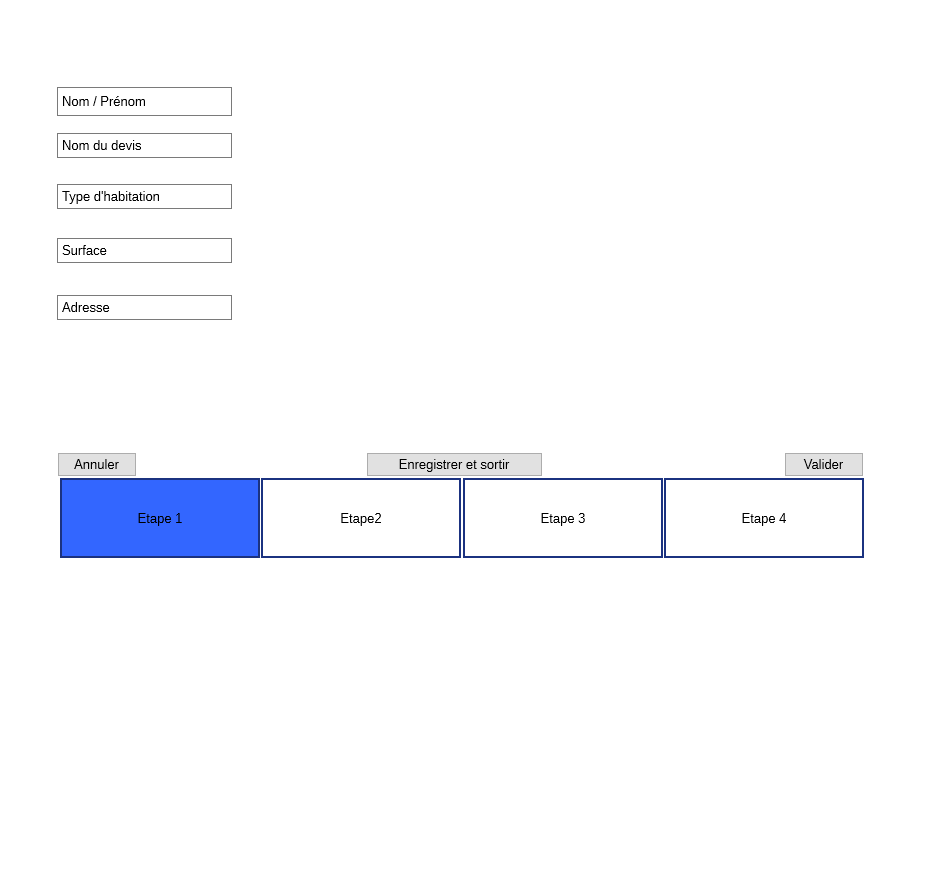 Nom / Prénom
Nom du devis
Type d'habitation
Surface
Adresse
Annuler
Enregistrer et sortir
Valider
Etape 1
Etape2
Etape 3
Etape 4